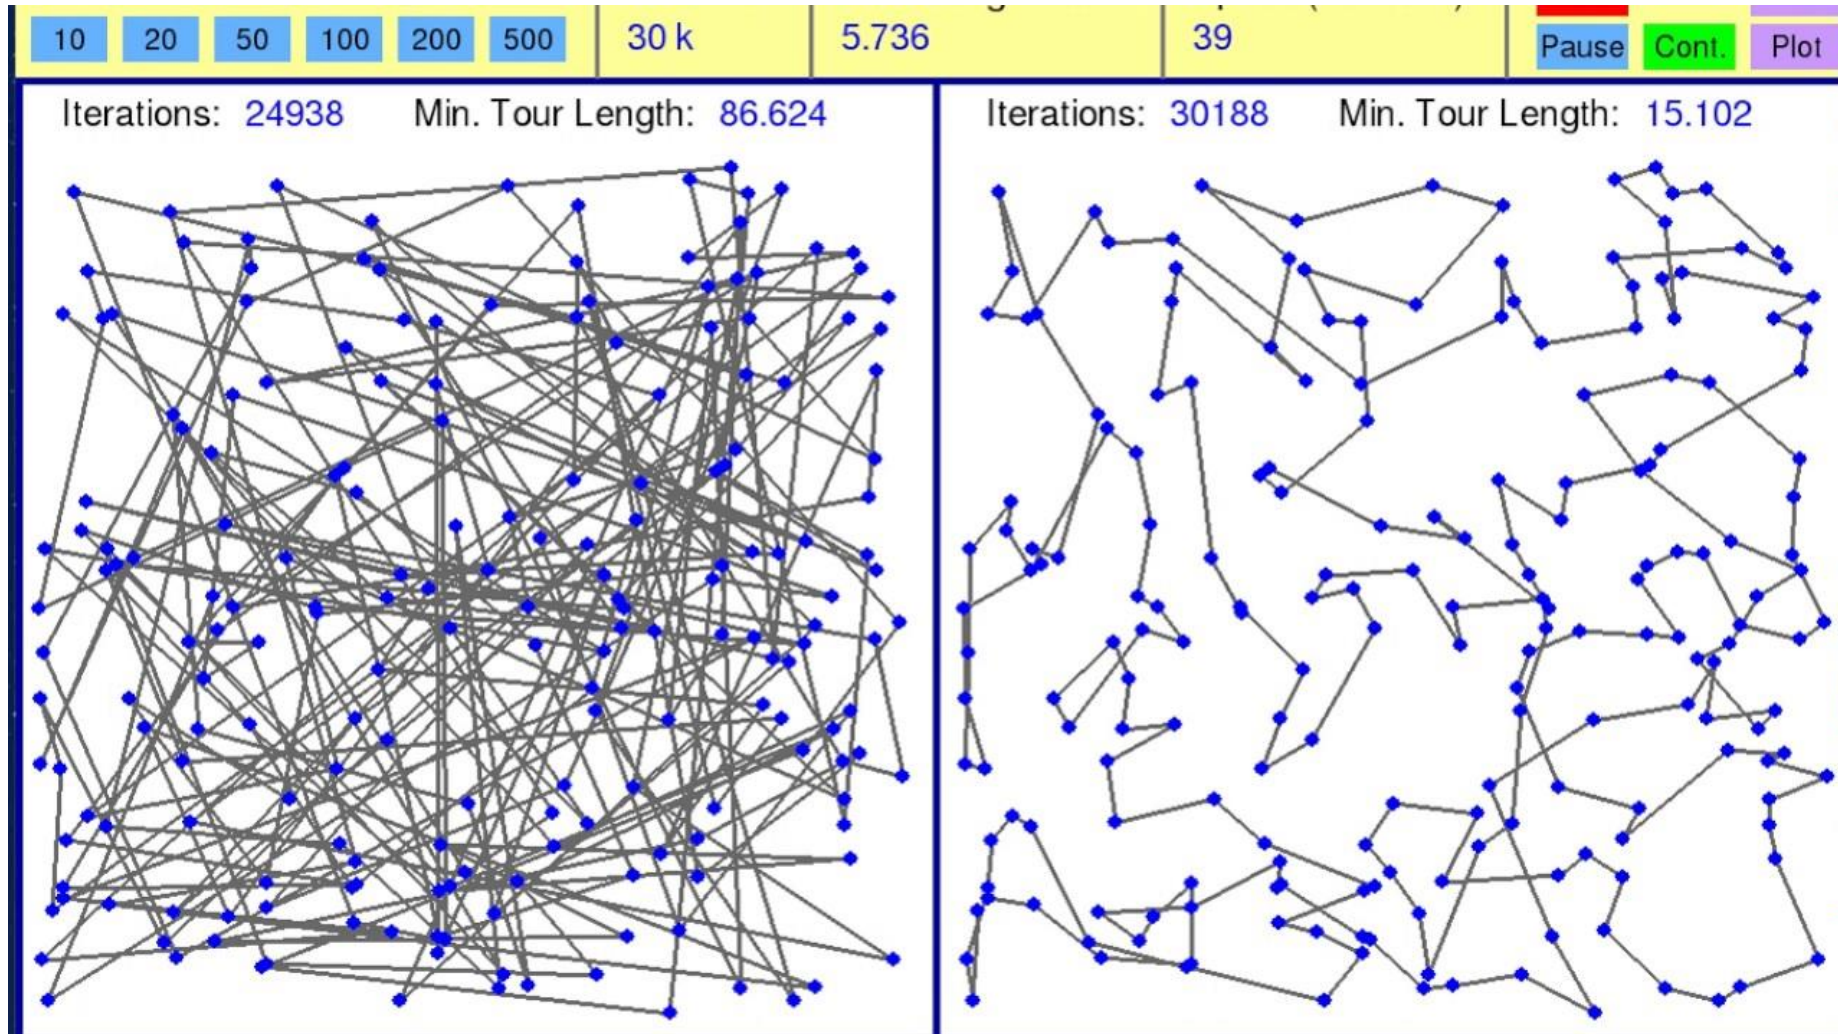 10 20 50 100 200 500 30 k 5.736 39 Pause Cont. Plot
Iterations: 24938 Min. Tour Length: 86.624
Iterations: 30188 Min. Tour Length: 15.102